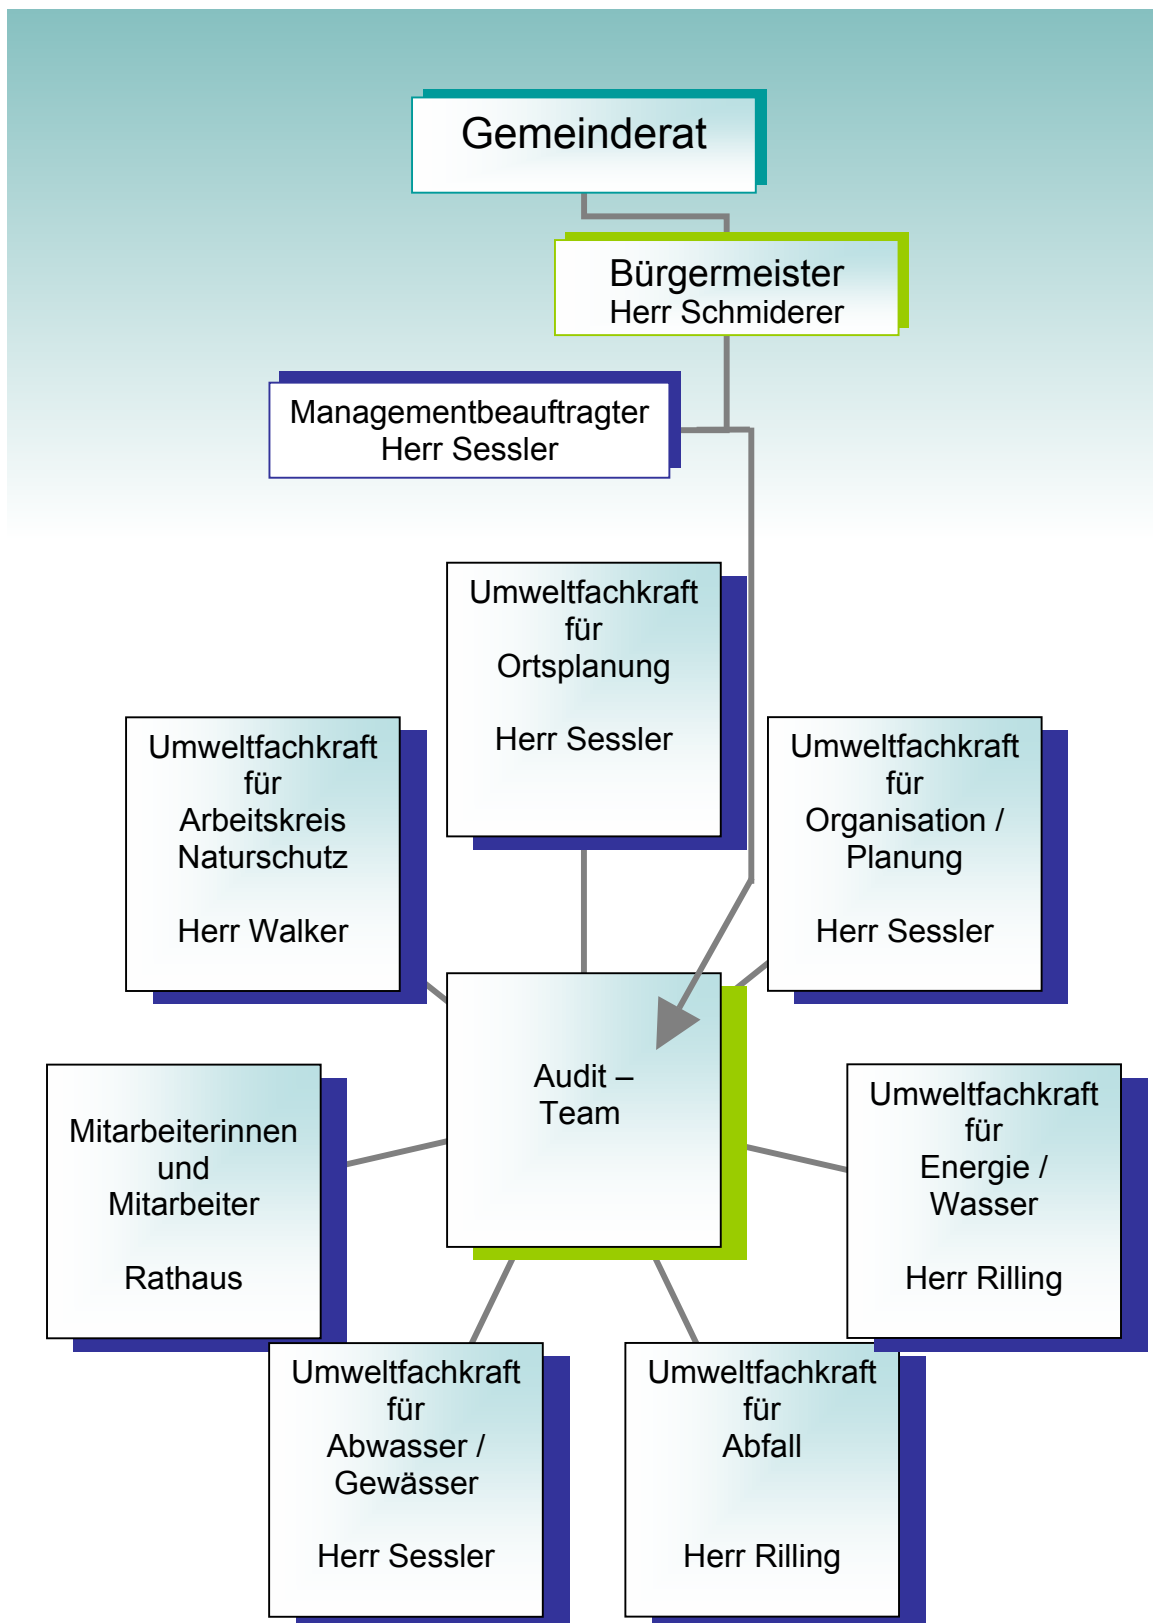 Gemeinderat
Bürgermeister
Herr Schmiderer
Managementbeauftragter
Herr Sessler
Umweltfachkraft
für
Ortsplanung
Herr Sessler
Umweltfachkraft
für
Arbeitskreis
Naturschutz
Herr Walker
Umweltfachkraft
für
Organisation /
Planung
Herr Sessler
Audit –
Team
Mitarbeiterinnen
und
Mitarbeiter
Rathaus
Umweltfachkraft
für
Energie /
Wasser
Herr Rilling
Umweltfachkraft
für
Abwasser /
Gewässer
Herr Sessler
Umweltfachkraft
für
Abfall
Herr Rilling